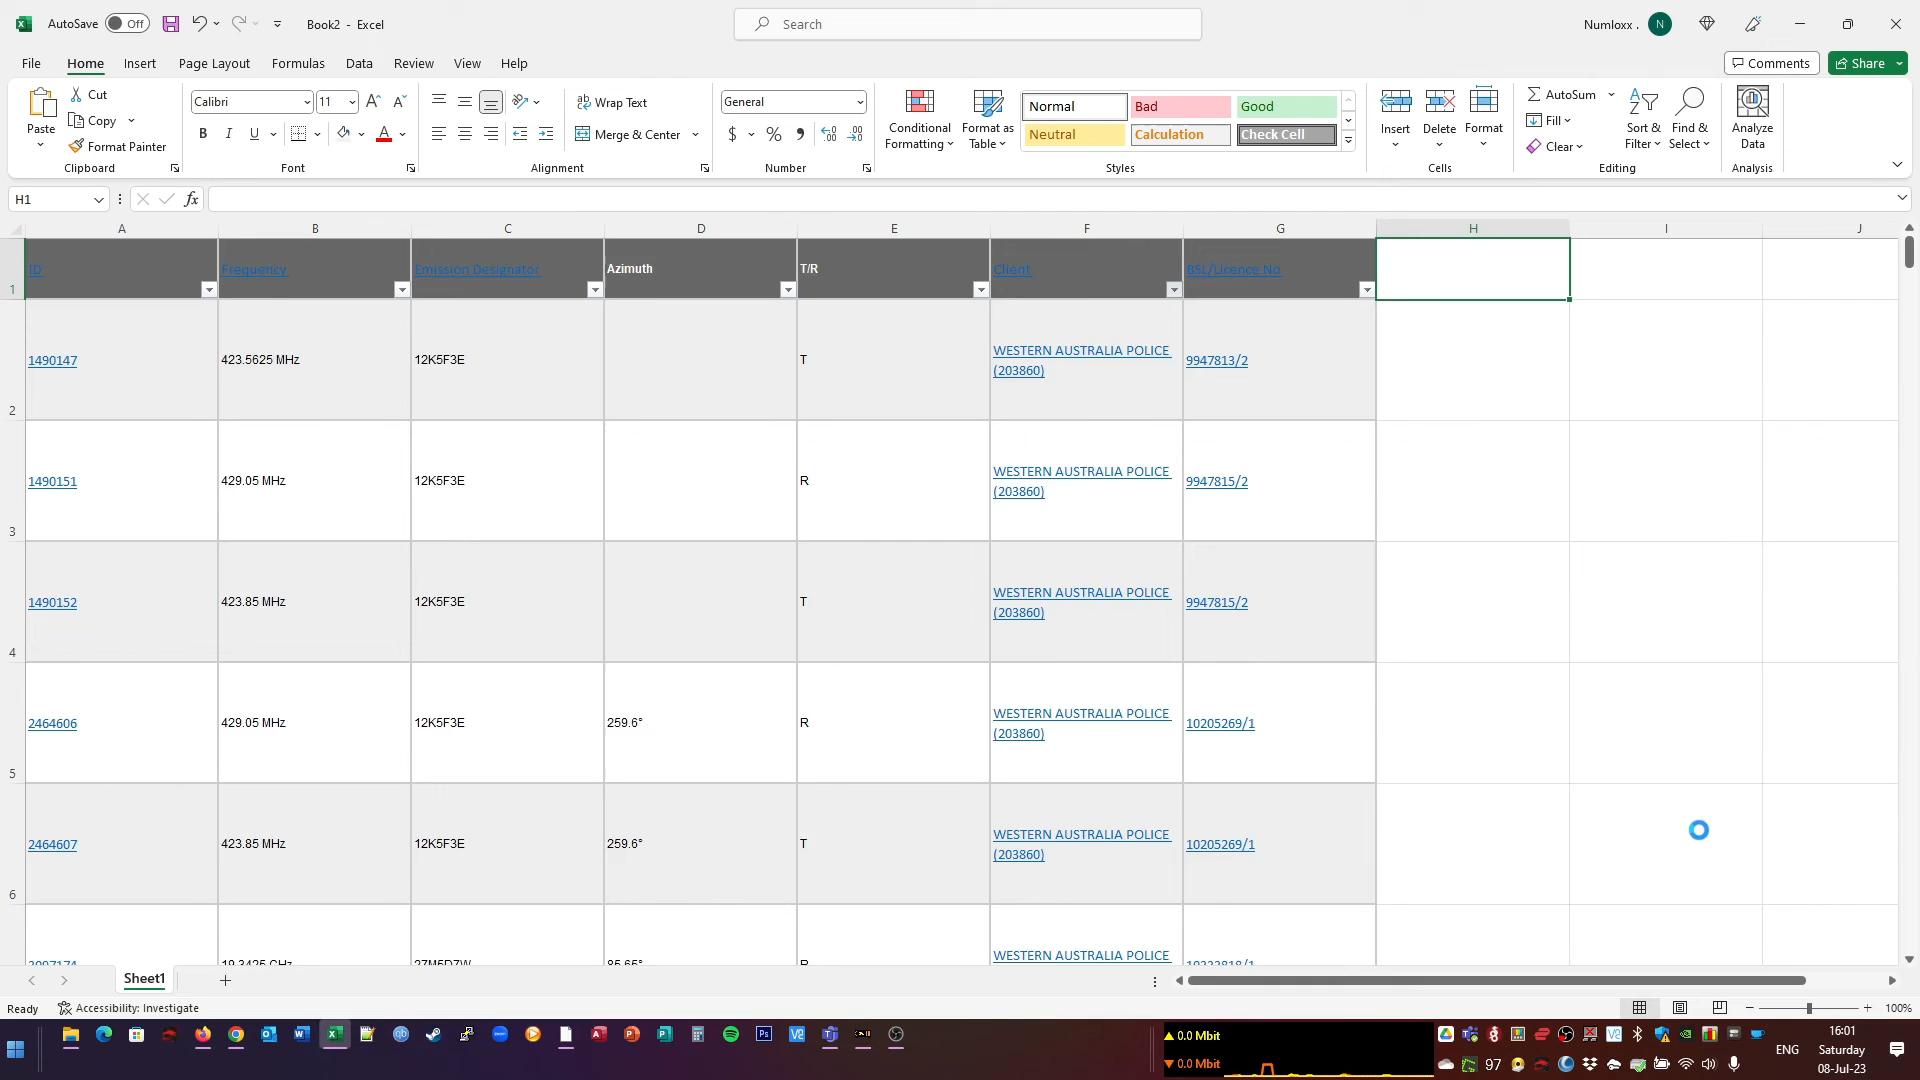 AutoSave Off Book2 - Excel Search Numloxx . N
File Home Insert Page Layout Formulas Data Review View Help Comments Share
Paste Cut Copy Format Painter Clipboard
Calibri 11 B I U A Font
Wrap Text Merge & Center Alignment
General $ % Number
Conditional Formatting Format as Table
Normal Bad Good
Neutral Calculation Check Cell
Styles
Insert Delete Format Cells
AutoSum Fill Clear Sort & Filter Find & Select Editing
Analyze Data Analysis
H1 fx
A B C D E F G H I J
1 ID Frequency Emission Designator Azimuth T/R Client BSL/Licence No
2 1490147 423.5625 MHz 12K5F3E T WESTERN AUSTRALIA POLICE (203860) 9947813/2
3 1490151 429.05 MHz 12K5F3E R WESTERN AUSTRALIA POLICE (203860) 9947815/2
4 1490152 423.85 MHz 12K5F3E T WESTERN AUSTRALIA POLICE (203860) 9947815/2
5 2464606 429.05 MHz 12K5F3E 259.6° R WESTERN AUSTRALIA POLICE (203860) 10205269/1
6 2464607 423.85 MHz 12K5F3E 259.6° T WESTERN AUSTRALIA POLICE (203860) 10205269/1
WESTERN AUSTRALIA POLICE
Sheet1
Ready Accessibility: Investigate 100%
0.0 Mbit
0.0 Mbit
97
ENG
16:01
Saturday
08-Jul-23